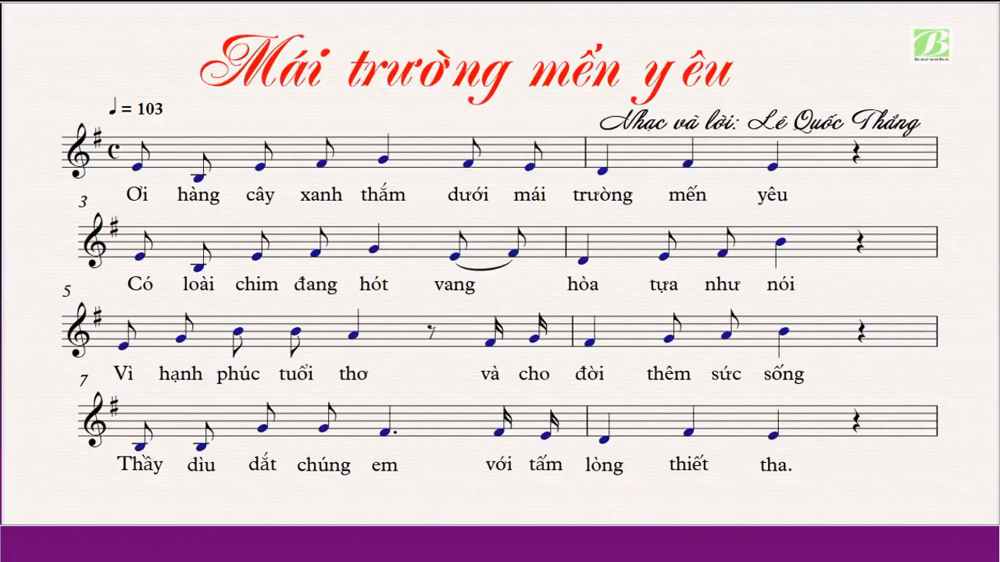 Mái trường mến yêu
B
karaoke
♩ = 103
Nhạc và lời: Lê Quốc Thắng
Ơi hàng cây xanh thắm dưới mái trường mến yêu
3
Có loài chim đang hót vang hòa tựa như nói
5
Vì hạnh phúc tuổi thơ và cho đời thêm sức sống
7
Thầy dìu dắt chúng em với tấm lòng thiết tha.